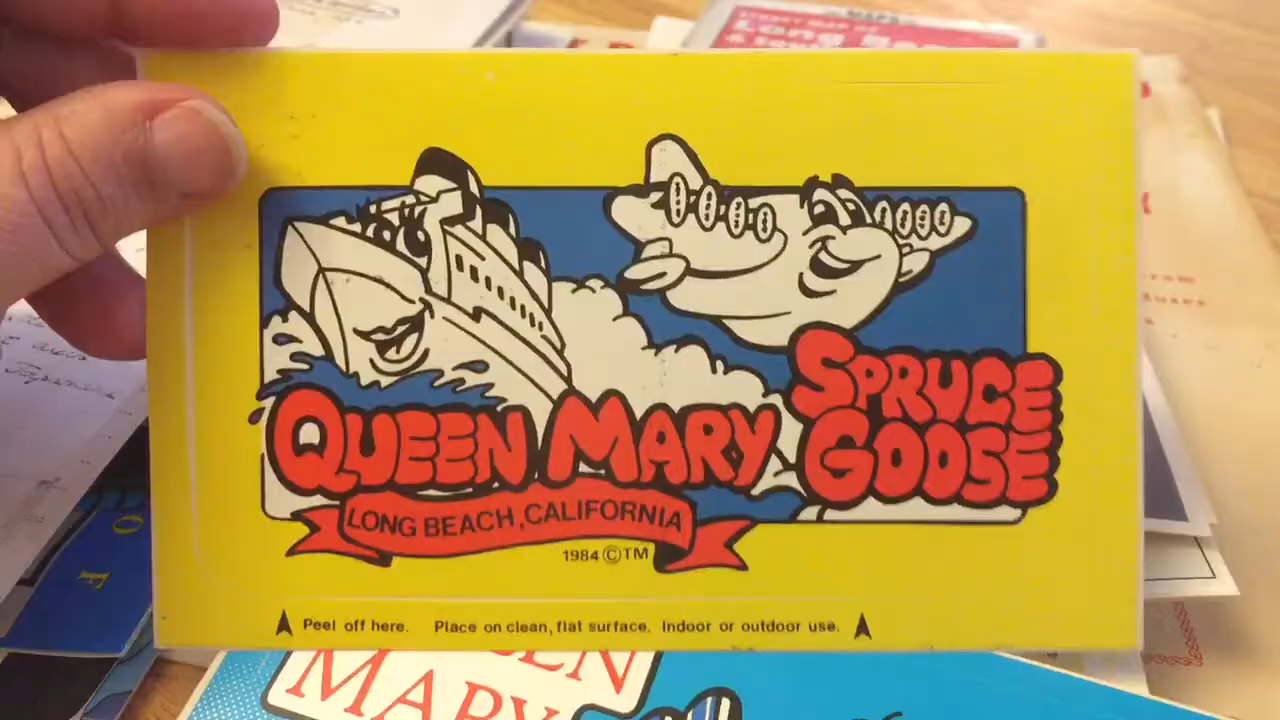 QUEEN MARY
SPRUCE
GOOSE
LONG BEACH, CALIFORNIA
1984 ©TM
Peel off here. Place on clean, flat surface. Indoor or outdoor use.
MARY